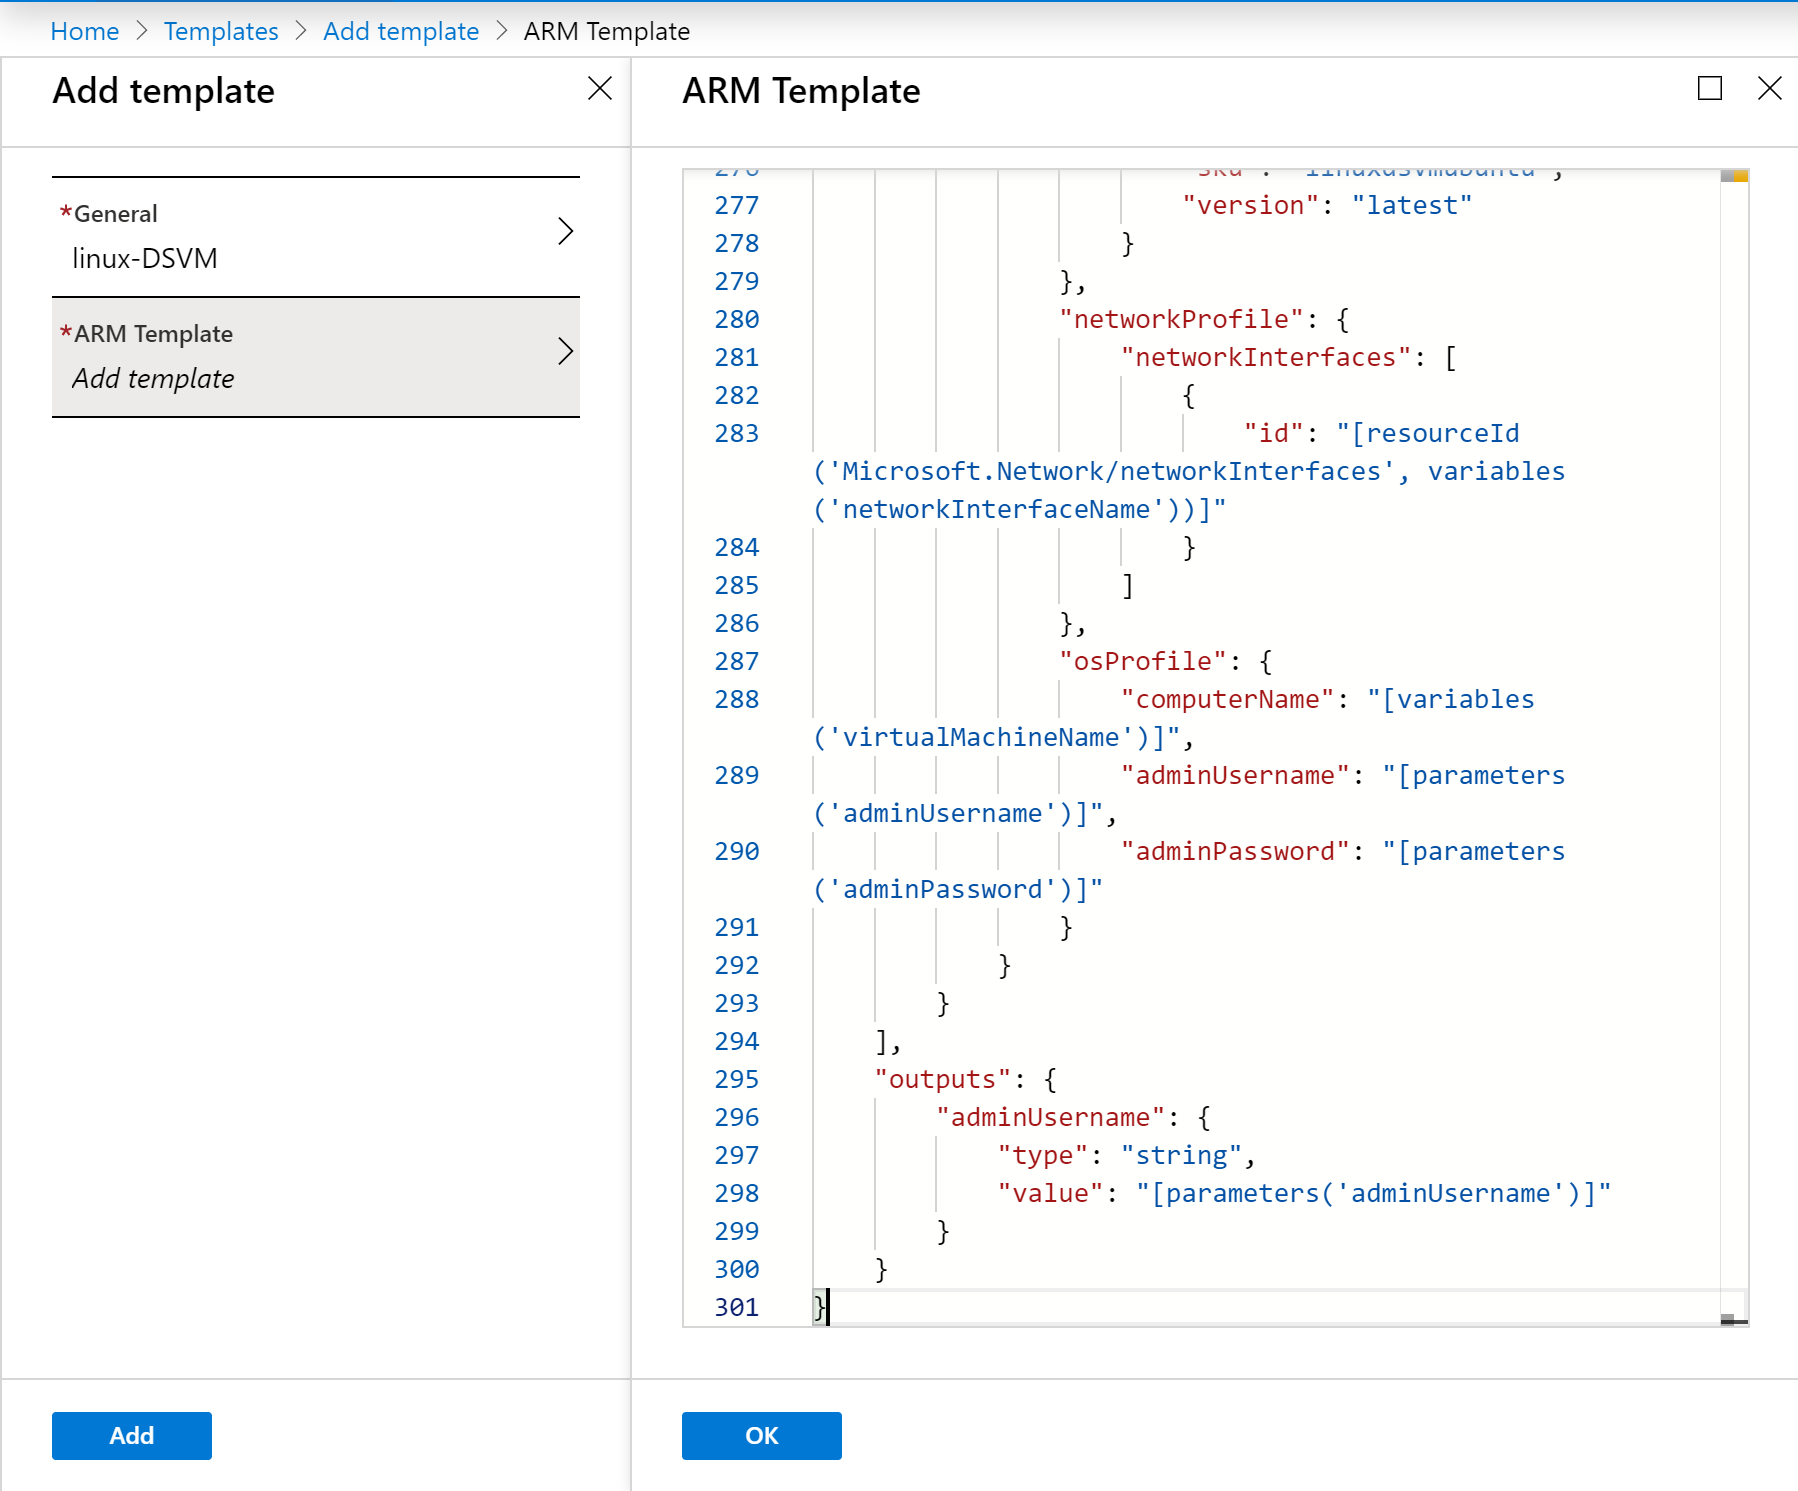 Home > Templates > Add template > ARM Template
Add template
ARM Template
*General
linux-DSVM
*ARM Template
Add template
277 "version": "latest"
278 }
279 },
280 "networkProfile": {
281 "networkInterfaces": [
282 {
283 "id": "[resourceId
('Microsoft.Network/networkInterfaces', variables
('networkInterfaceName'))]"
284 }
285 ]
286 },
287 "osProfile": {
288 "computerName": "[variables
('virtualMachineName')]",
289 "adminUsername": "[parameters
('adminUsername')]",
290 "adminPassword": "[parameters
('adminPassword')]"
291 }
292 }
293 }
294 ],
295 "outputs": {
296 "adminUsername": {
297 "type": "string",
298 "value": "[parameters('adminUsername')]"
299 }
300 }
301 }
Add
OK